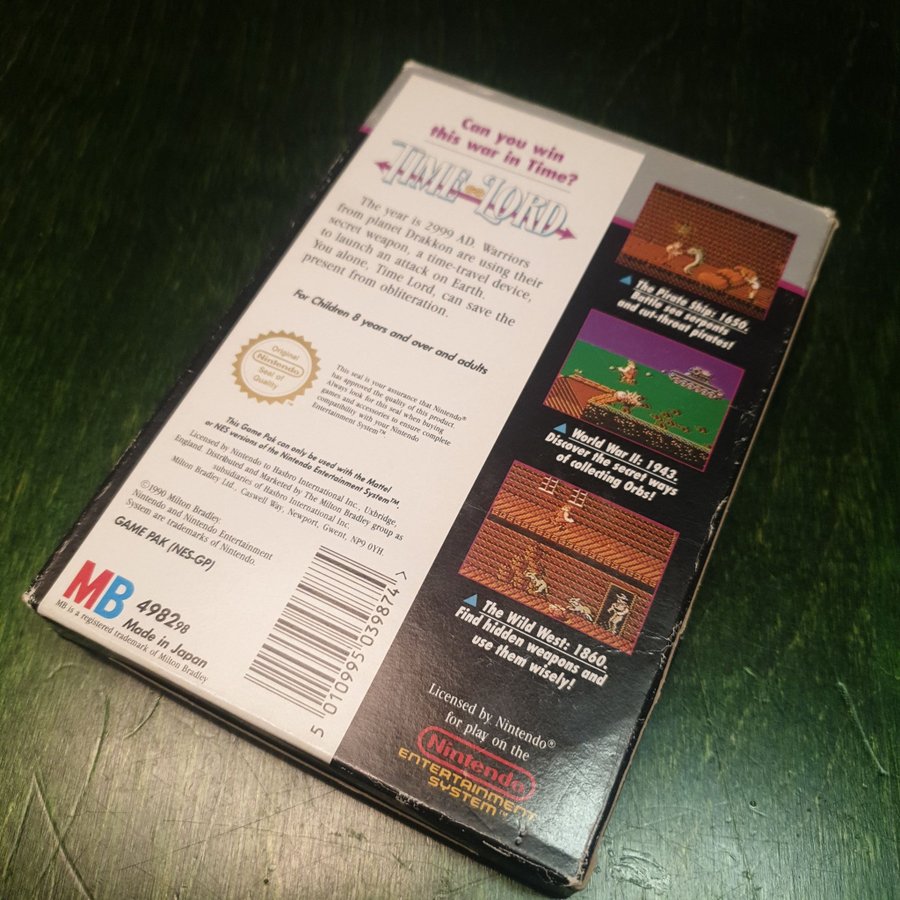 Can you win
this war in Time?
TIME LORD
The year is 2999 AD. Warriors
from planet Drakkon are using their
secret weapon, a time-travel device,
to launch an attack on Earth.
You alone, Time Lord, can save the
present from obliteration.
For Children 8 years and over and adults
Original
Nintendo
Seal of
Quality
TM
This seal is your assurance that Nintendo®
has approved the quality of this product.
Always look for this seal when buying
games and accessories to ensure complete
compatibility with your Nintendo
Entertainment System™
This Game Pak can only be used with the Mattel
or NES versions of the Nintendo Entertainment System™
Licensed by Nintendo to Hasbro International Inc., Uxbridge,
England. Distributed and Marketed by The Milton Bradley group as
subsidiaries of Hasbro International Inc.
Milton Bradley Ltd., Caswell Way, Newport, Gwent, NP9 0YH.
©1990 Milton Bradley.
Nintendo and Nintendo Entertainment
System are trademarks of Nintendo.
GAME PAK (NES-GP)
MB 498298
Made in Japan
MB is a registered trademark of Milton Bradley
5 010995 039874 >
The Pirate Ship: 1650.
Battle sea serpents
and cut-throat pirates!
World War II: 1943.
Discover the secret ways
of collecting Orbs!
The Wild West: 1860.
Find hidden weapons and
use them wisely!
Licensed by Nintendo®
for play on the
Nintendo
ENTERTAINMENT
SYSTEM™